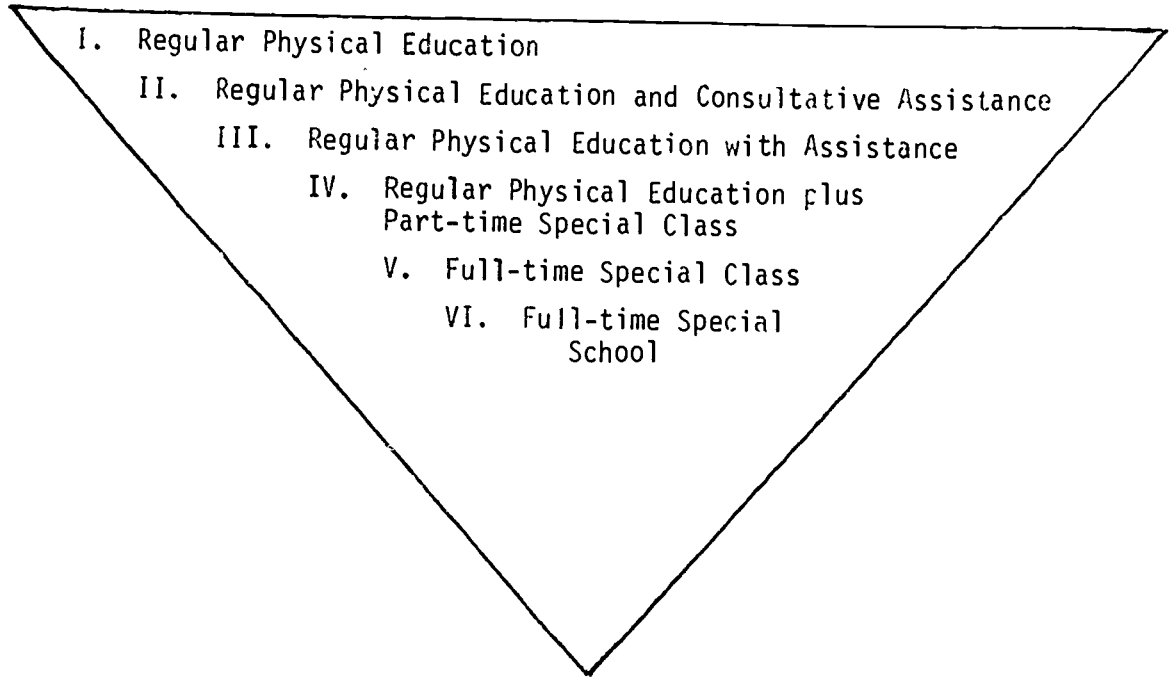 I. Regular Physical Education
II. Regular Physical Education and Consultative Assistance
III. Regular Physical Education with Assistance
IV. Regular Physical Education plus
Part-time Special Class
V. Full-time Special Class
VI. Full-time Special
School